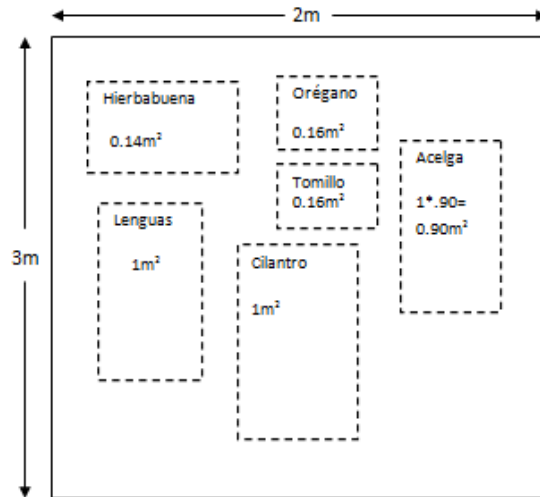 2m
Hierbabuena
0.14m²
Orégano
0.16m²
Acelga
1*.90=
0.90m²
Tomillo
0.16m²
Lenguas
1m²
3m
Cilantro
1m²